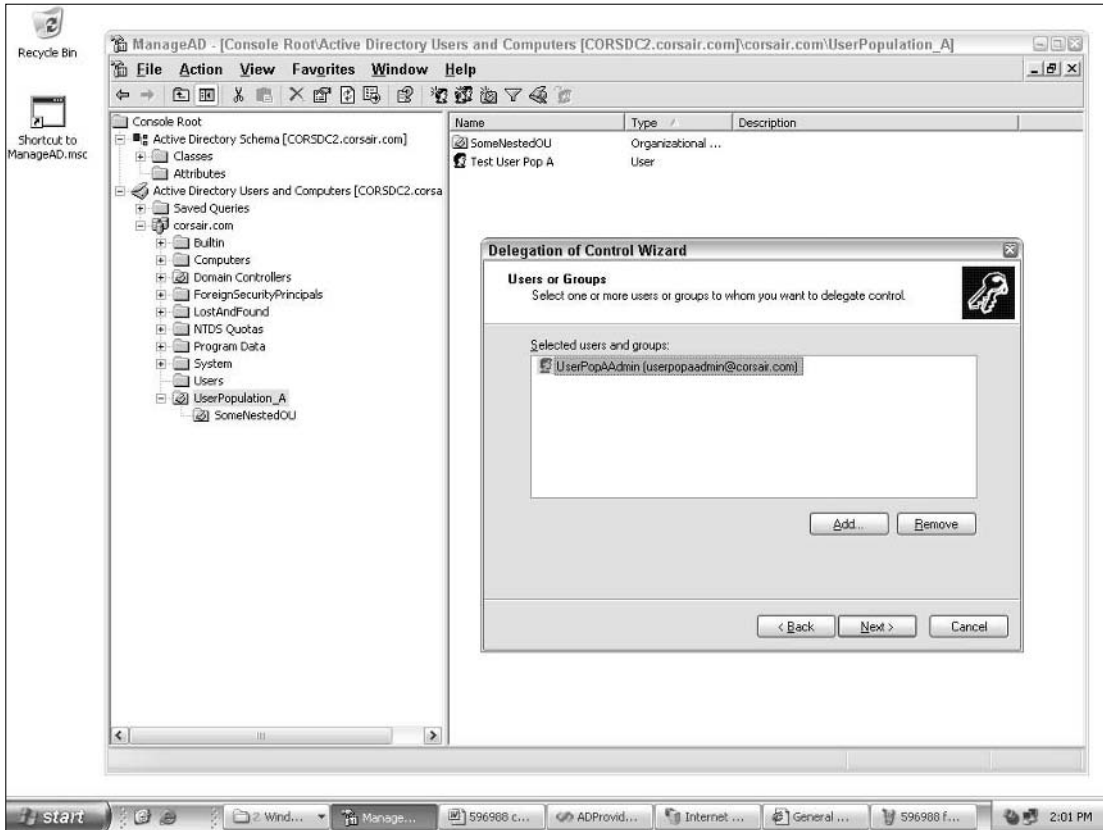 Recycle Bin
Shortcut to
ManageAD.msc
ManageAD - [Console Root\Active Directory Users and Computers [CORSDC2.corsair.com]\corsair.com\UserPopulation_A]
File Action View Favorites Window Help
Console Root
Active Directory Schema [CORSDC2.corsair.com]
Classes
Attributes
Active Directory Users and Computers [CORSDC2.corsa
Saved Queries
corsair.com
Builtin
Computers
Domain Controllers
ForeignSecurityPrincipals
LostAndFound
NTDS Quotas
Program Data
System
Users
UserPopulation_A
SomeNestedOU
Name Type Description
SomeNestedOU Organizational ...
Test User Pop A User
Delegation of Control Wizard
Users or Groups
Select one or more users or groups to whom you want to delegate control.
Selected users and groups:
UserPopAAdmin (userpopaadmin@corsair.com)
Add... Remove
< Back Next > Cancel
start 2 Wind... Manage... 596988 c... ADProvid... Internet ... General ... 596988 f... 2:01 PM